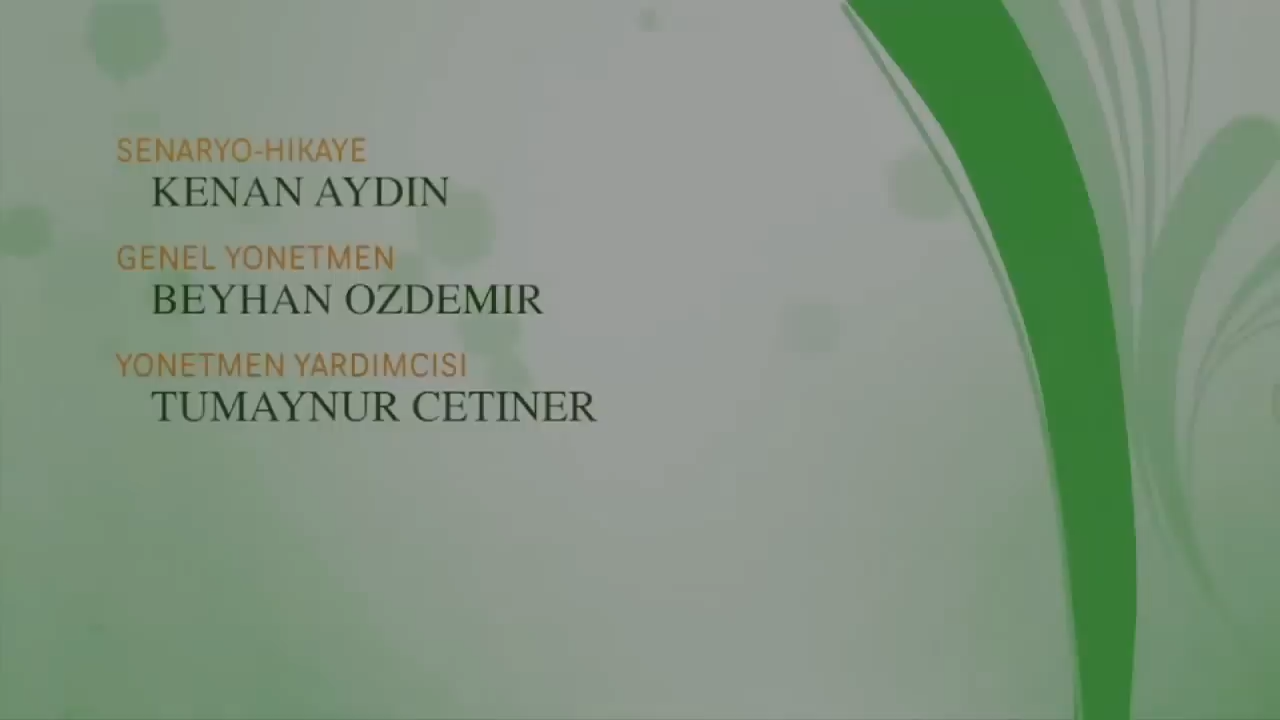 SENARYO-HIKAYE
KENAN AYDIN
GENEL YONETMEN
BEYHAN OZDEMIR
YONETMEN YARDIMCISI
TUMAYNUR CETINER